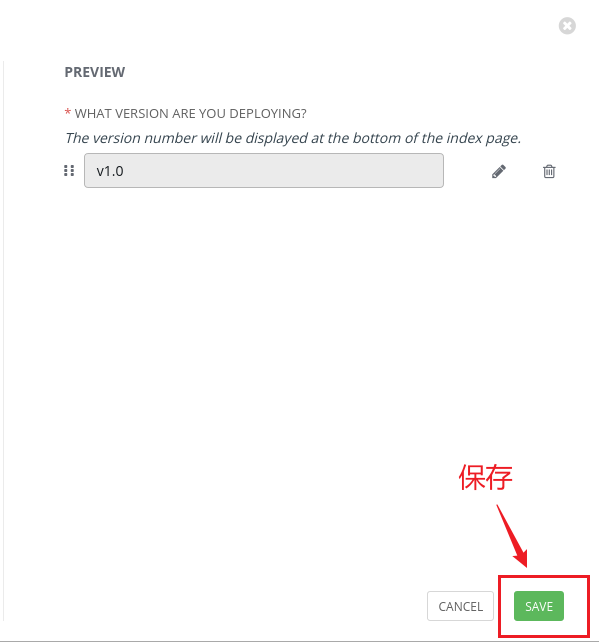 PREVIEW
* WHAT VERSION ARE YOU DEPLOYING?
The version number will be displayed at the bottom of the index page.
v1.0
保存
CANCEL
SAVE